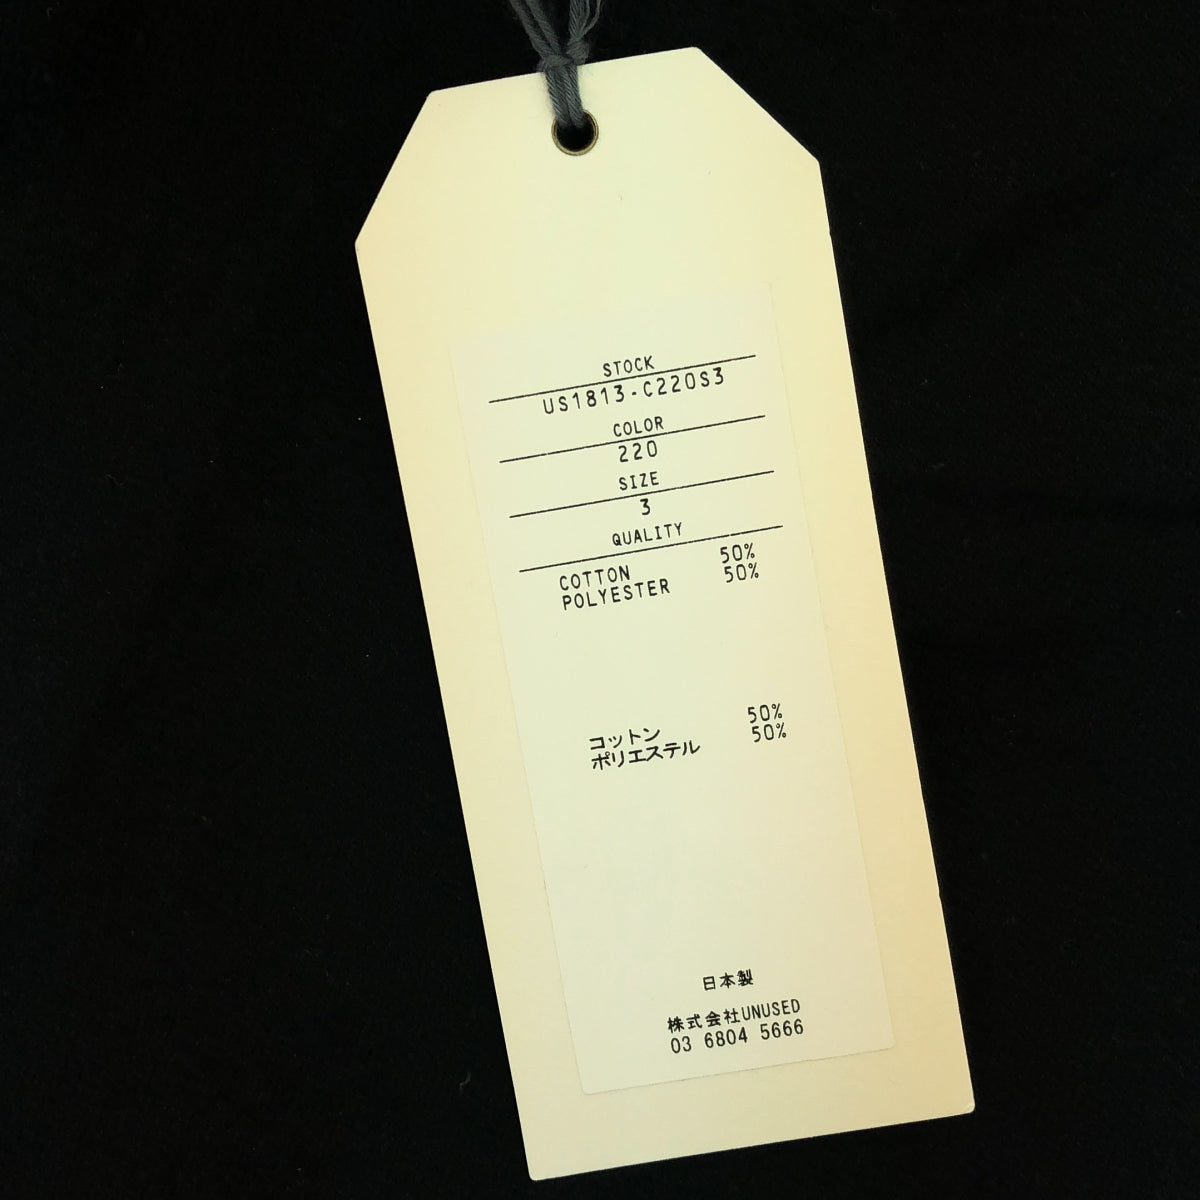 STOCK
US1813-C220S3
COLOR
220
SIZE
3
QUALITY
COTTON 50%
POLYESTER 50%
コットン 50%
ポリエステル 50%
日本製
株式会社UNUSED
03 6804 5666